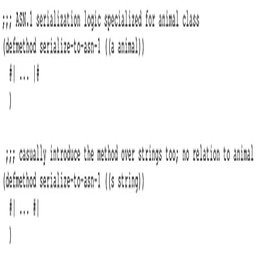 ;;; ASN.1 serialization logic specialized for animal class
(defmethod serialize-to-asn-1 ((a animal))
#| ... |#
)
;;; casually introduce the method over strings too; no relation to animal
(defmethod serialize-to-asn-1 ((s string))
#| ... #|
)